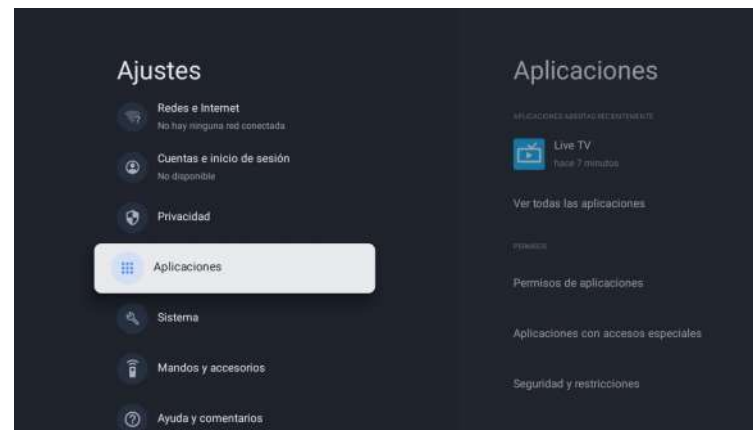 Ajustes
Redes e Internet
No hay ninguna red conectada
Cuentas e inicio de sesión
No disponible
Privacidad
Aplicaciones
Sistema
Mandos y accesorios
Ayuda y comentarios
Aplicaciones
APLICACIONES ABIERTAS RECIENTEMENTE
Live TV
hace 7 minutos
Ver todas las aplicaciones
PERMISOS
Permisos de aplicaciones
Aplicaciones con accesos especiales
Seguridad y restricciones